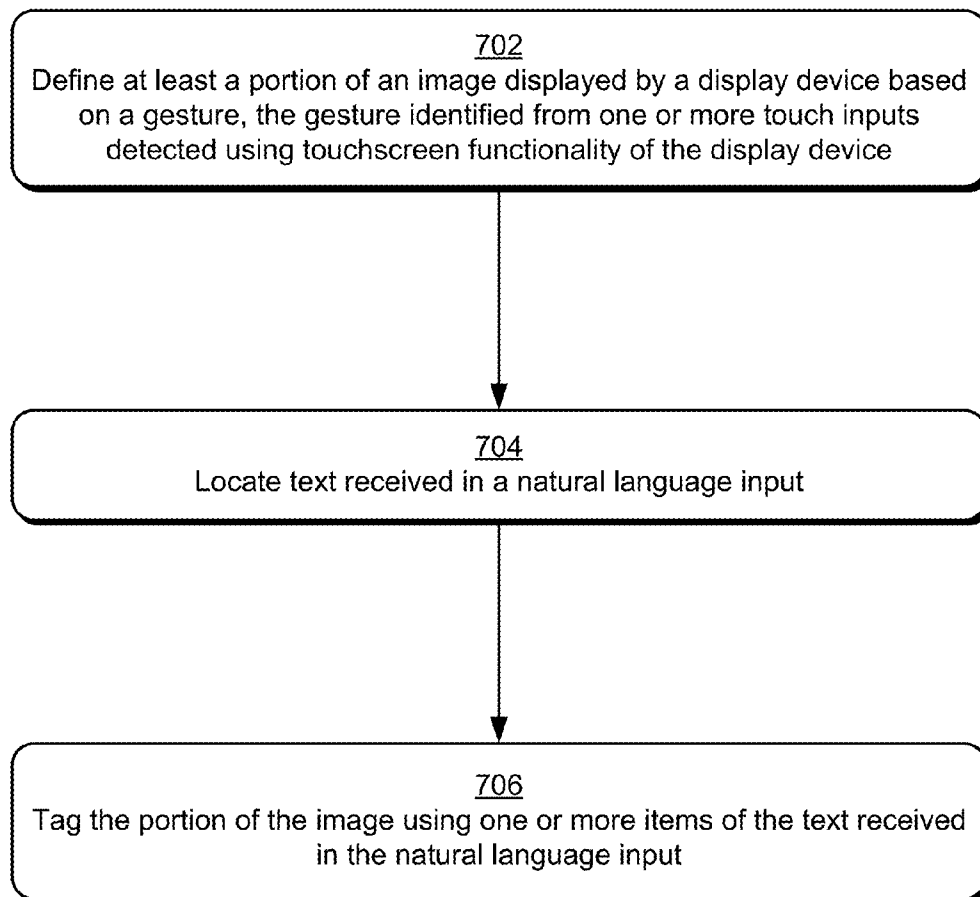 702
Define at least a portion of an image displayed by a display device based
on a gesture, the gesture identified from one or more touch inputs
detected using touchscreen functionality of the display device
704
Locate text received in a natural language input
706
Tag the portion of the image using one or more items of the text received
in the natural language input